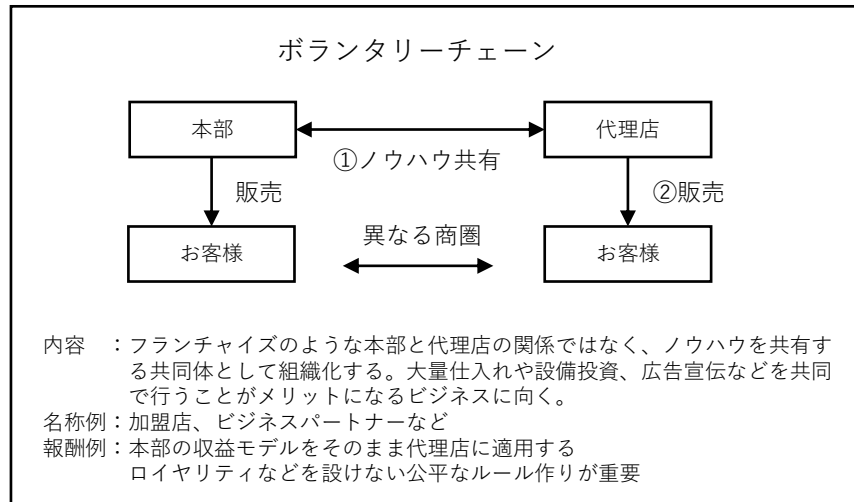 ボランタリーチェーン
本部
代理店
①ノウハウ共有
販売
②販売
お客様
異なる商圏
お客様
内容　：フランチャイズのような本部と代理店の関係ではなく、ノウハウを共有す
る共同体として組織化する。大量仕入れや設備投資、広告宣伝などを共同
で行うことがメリットになるビジネスに向く。
名称例：加盟店、ビジネスパートナーなど
報酬例：本部の収益モデルをそのまま代理店に適用する
ロイヤリティなどを設けない公平なルール作りが重要